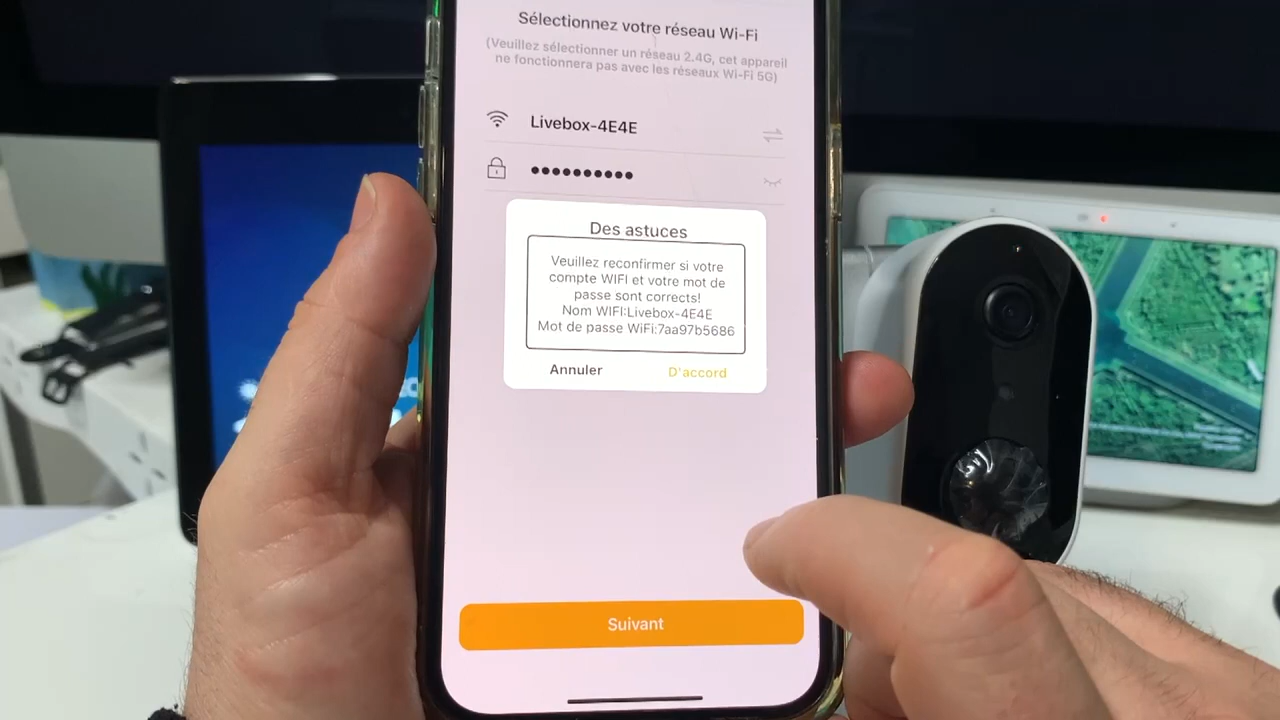 Sélectionnez votre réseau Wi-Fi
(Veuillez sélectionner un réseau 2.4G, cet appareil
ne fonctionnera pas avec les réseaux Wi-Fi 5G)
Livebox-4E4E
••••••••••
Des astuces
Veuillez reconfirmer si votre
compte WIFI et votre mot de
passe sont corrects!
Nom WIFI:Livebox-4E4E
Mot de passe WiFi:7aa97b5686
Annuler
D'accord
Suivant